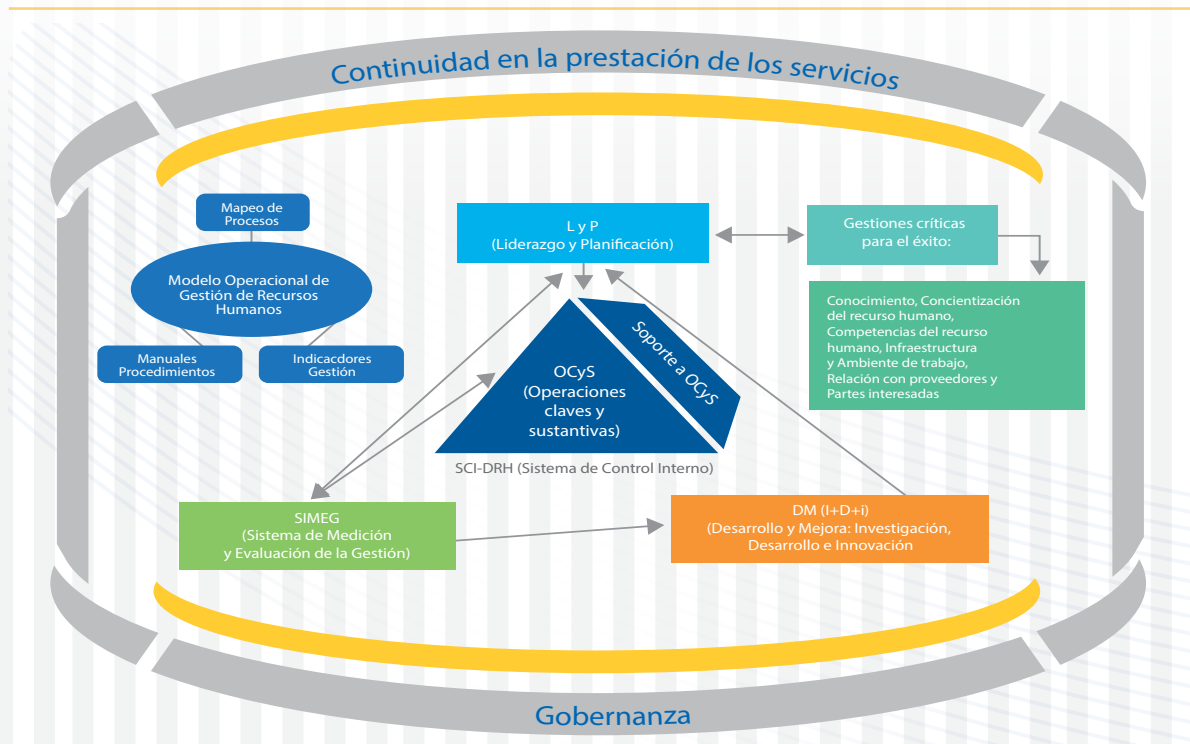 Continuidad en la prestación de los servicios
Mapeo de
Procesos
Modelo Operacional de
Gestión de Recursos
Humanos
Manuales
Procedimientos
Indicacdores
Gestión
L y P
(Liderazgo y Planificación)
Gestiones críticas
para el éxito:
Conocimiento, Concientización
del recurso humano,
Competencias del recurso
humano, Infraestructura
y Ambiente de trabajo,
Relación con proveedores y
Partes interesadas
Soporte a OCyS
OCyS
(Operaciones
claves y
sustantivas)
SCI-DRH (Sistema de Control Interno)
SIMEG
(Sistema de Medición
y Evaluación de la Gestión)
DM (I+D+i)
(Desarrollo y Mejora: Investigación,
Desarrollo e Innovación
Gobernanza